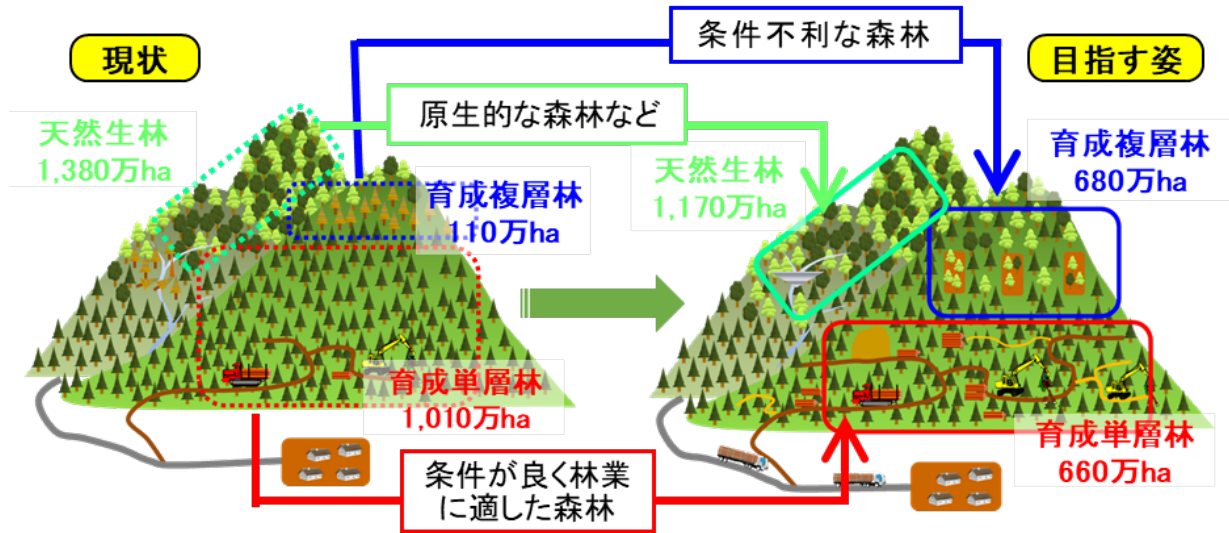 条件不利な森林
現状
目指す姿
原生的な森林など
天然生林
1,380万ha
育成複層林
680万ha
天然生林
1,170万ha
育成複層林
110万ha
育成単層林
1,010万ha
育成単層林
660万ha
条件が良く林業
に適した森林